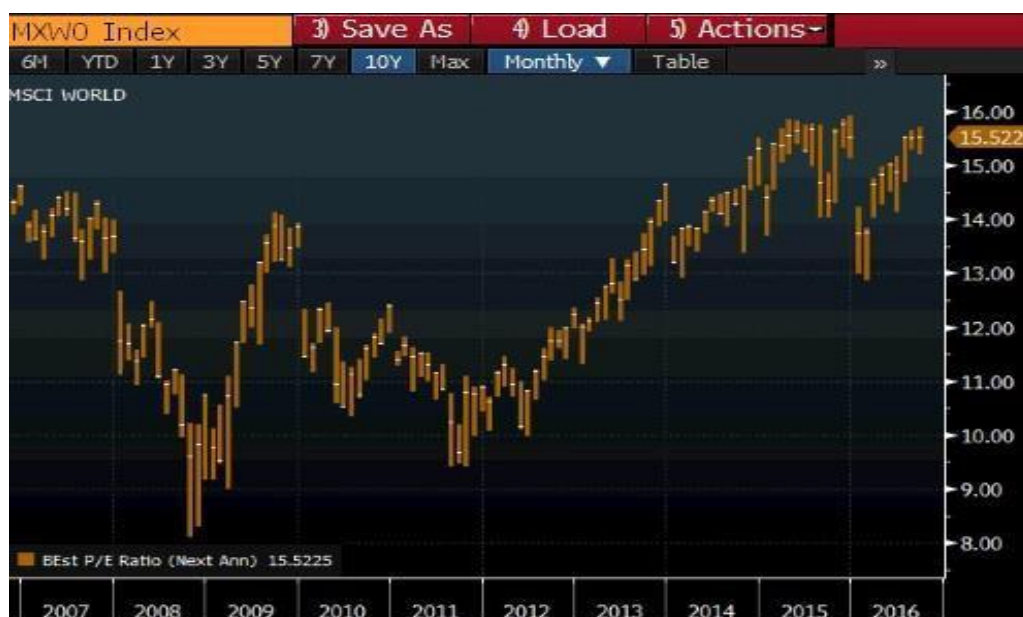 MXWO Index 3) Save As 4) Load 5) Actions
6M YTD 1Y 3Y 5Y 7Y 10Y Max Monthly ▼ Table »
MSCI WORLD
16.00
15.522
15.00
14.00
13.00
12.00
11.00
10.00
9.00
8.00
BEst P/E Ratio (Next Ann) 15.5225
2007 2008 2009 2010 2011 2012 2013 2014 2015 2016